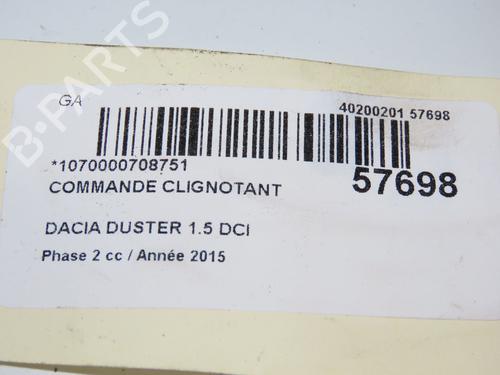 GA
40200201 57698
*1070000708751
COMMANDE CLIGNOTANT
57698
DACIA DUSTER 1.5 DCI
Phase 2 cc / Année 2015
B-PARTS